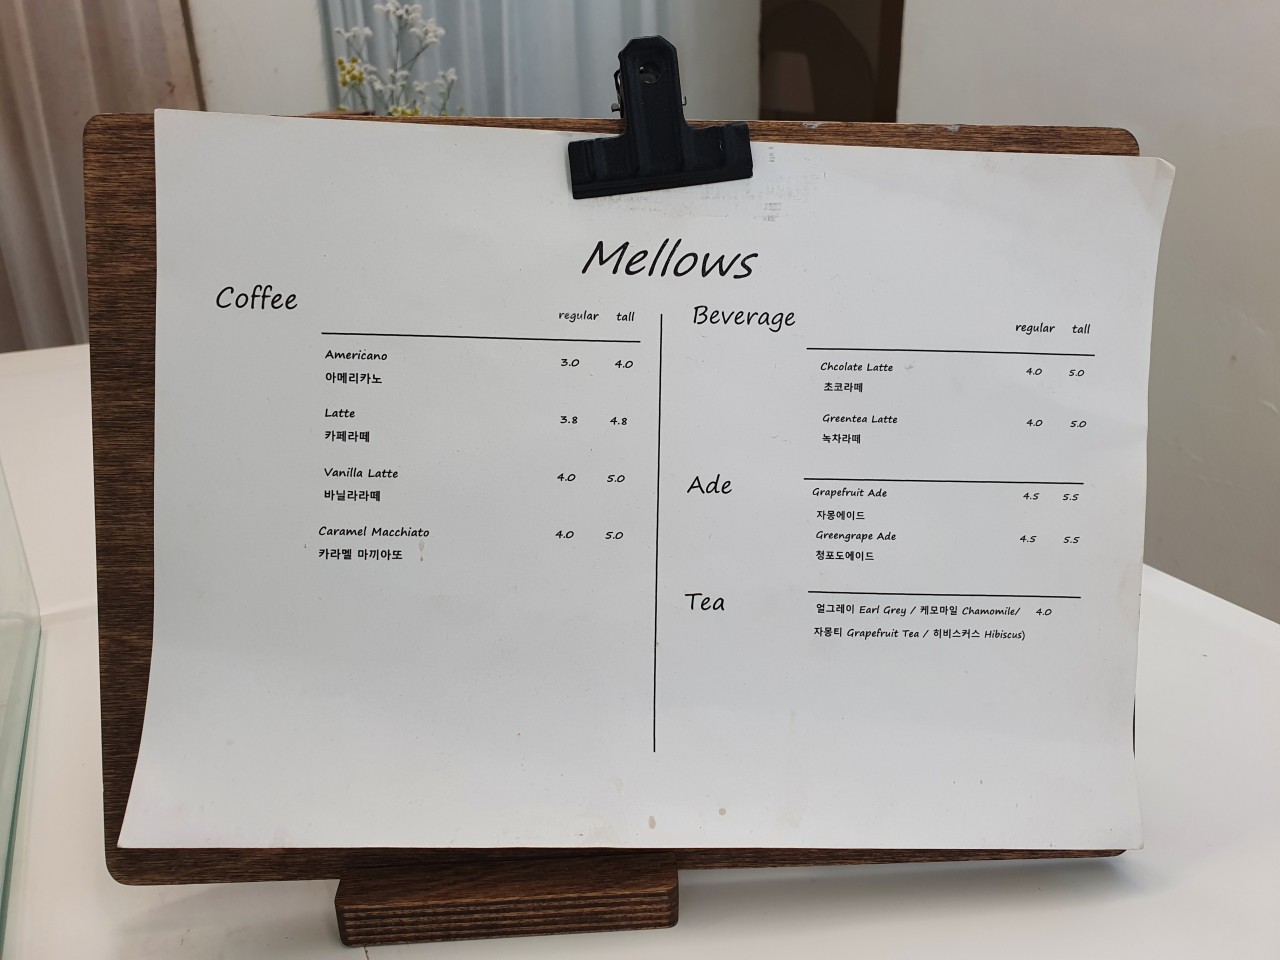 Mellows
Coffee
regular tall
Americano 3.0 4.0
아메리카노
Latte 3.8 4.8
카페라떼
Vanilla Latte 4.0 5.0
바닐라라떼
Caramel Macchiato 4.0 5.0
카라멜 마끼아또
Beverage
regular tall
Chcolate Latte 4.0 5.0
초코라떼
Greentea Latte 4.0 5.0
녹차라떼
Ade
Grapefruit Ade 4.5 5.5
자몽에이드
Greengrape Ade 4.5 5.5
청포도에이드
Tea
얼그레이 Earl Grey / 케모마일 Chamomile/ 4.0
자몽티 Grapefruit Tea / 히비스커스 Hibiscus)